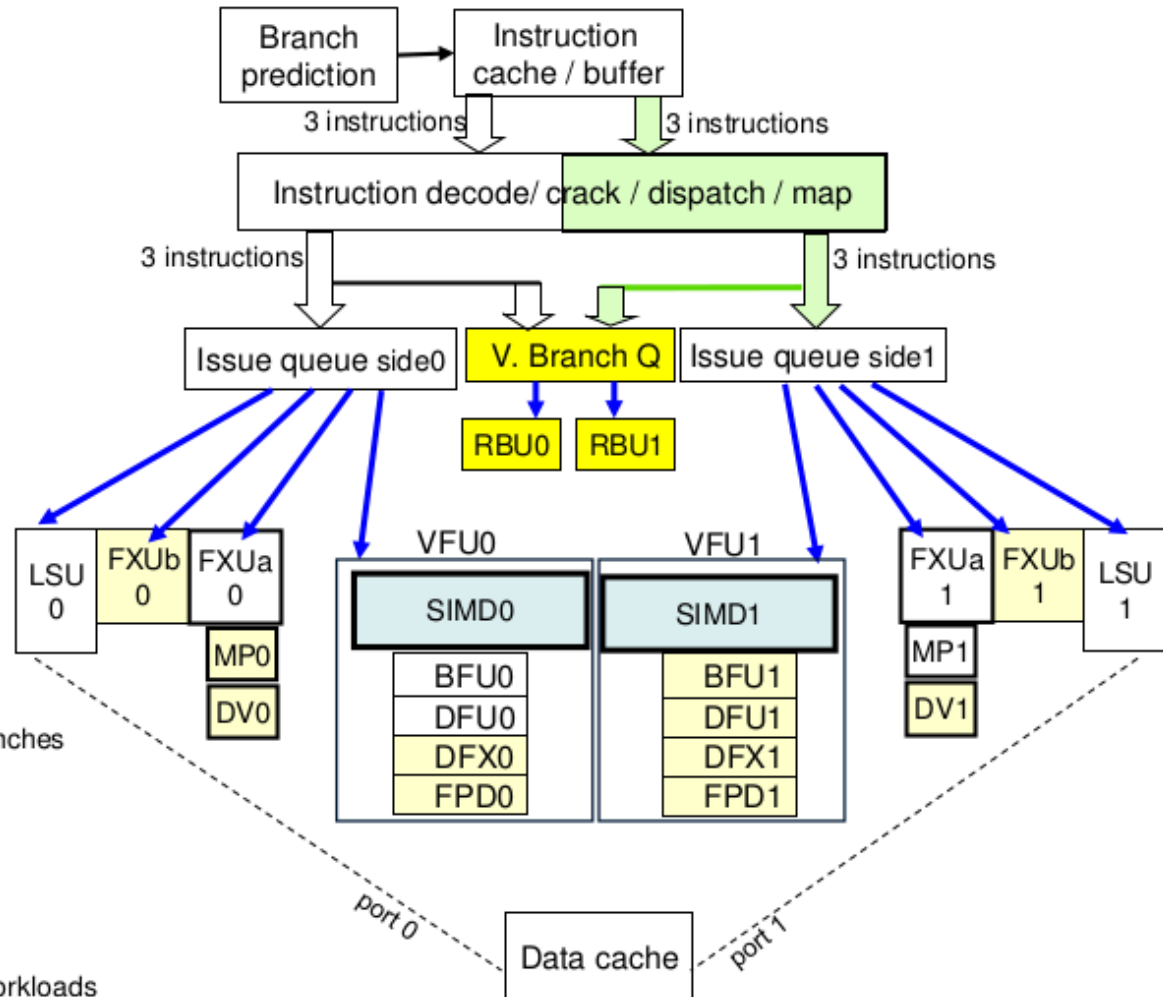 Branch
prediction
Instruction
cache / buffer
3 instructions
3 instructions
Instruction decode/ crack / dispatch / map
3 instructions
3 instructions
Issue queue side0
V. Branch Q
Issue queue side1
RBU0
RBU1
LSU
0
FXUb
0
FXUa
0
MP0
DV0
VFU0
SIMD0
BFU0
DFU0
DFX0
FPD0
VFU1
SIMD1
BFU1
DFU1
DFX1
FPD1
FXUa
1
MP1
DV1
FXUb
1
LSU
1
nches
port 0
Data cache
port 1
orkloads